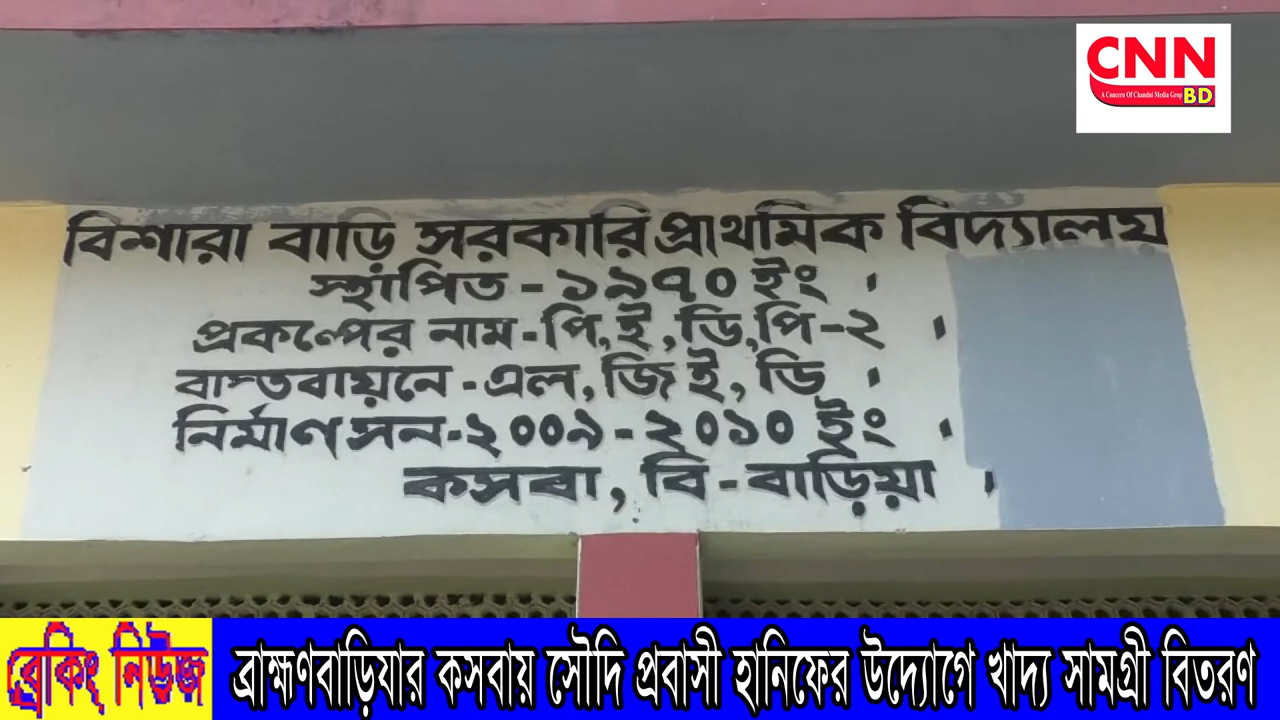 CNN
A Concern Of Chandni Media Grup
BD
বিশারা বাড়ি সরকারি প্রাথমিক বিদ্যালয়
স্থাপিত - ১৯৭০ ইং ।
প্রকল্পের নাম - পি,ই,ডি,পি-২ ।
বাস্তবায়নে - এল,জিই,ডি ।
নির্মাণ সন - ২০০৯ - ২০১০ ইং ।
কসবা, বি - বাড়িয়া ।
ব্রেকিং নিউজ
ব্রাহ্মণবাড়িযার কসবায় সৌদি প্রবাসী হানিফের উদ্যোগে খাদ্য সামগ্রী বিতরণ